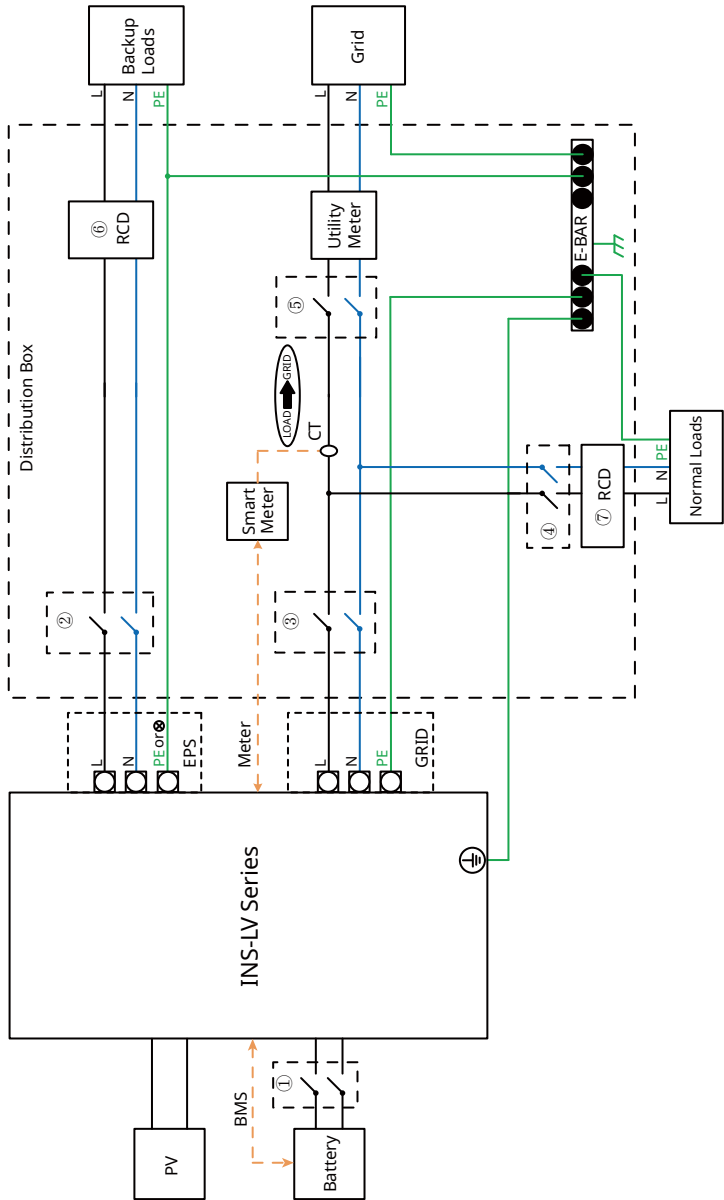 Distribution Box
PV
Battery
BMS
①
INS-LV Series
L
N
PE or ⊗
EPS
Meter
L
N
PE
GRID
②
③
Smart
Meter
CT
LOAD GRID
⑤
Utility
Meter
⑥
RCD
L
N
PE
Backup
Loads
L
N
PE
Grid
E-BAR
④
⑦ RCD
L
N
PE
Normal Loads